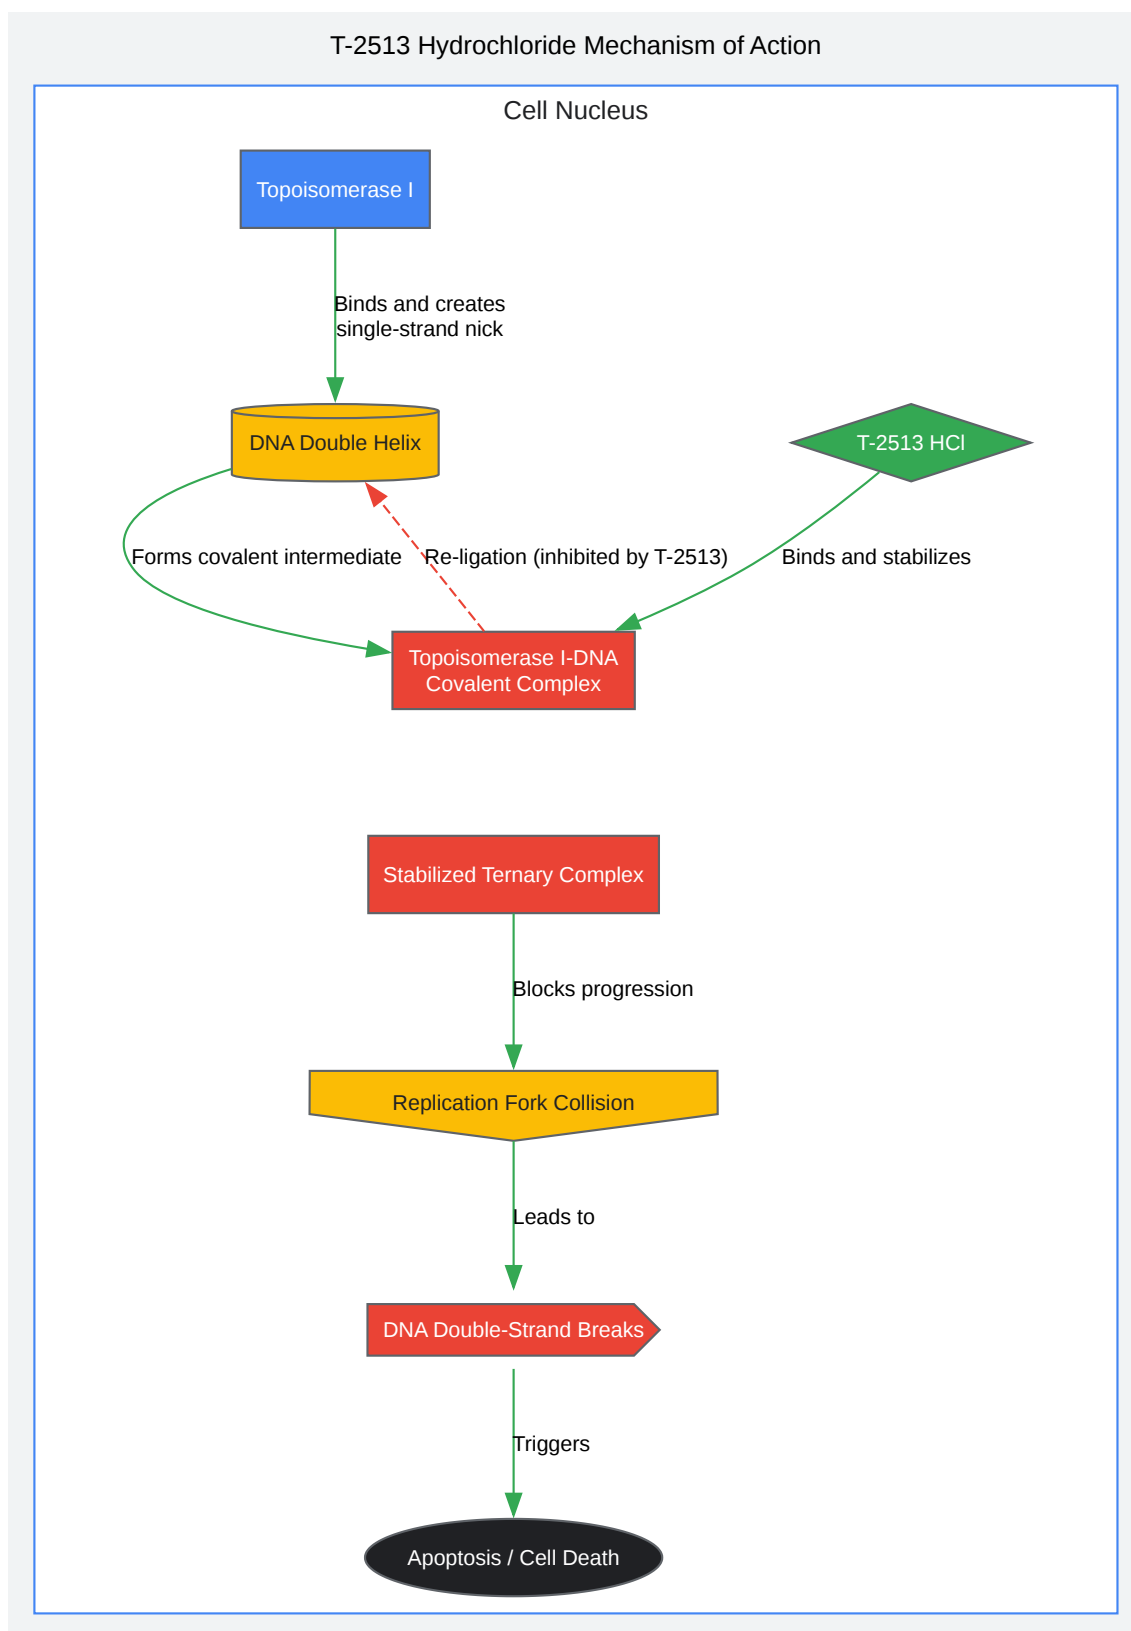 T-2513 Hydrochloride Mechanism of Action
Cell Nucleus
Topoisomerase I
Binds and creates
single-strand nick
DNA Double Helix
T-2513 HCl
Forms covalent intermediate
Re-ligation (inhibited by T-2513)
Binds and stabilizes
Topoisomerase I-DNA
Covalent Complex
Stabilized Ternary Complex
Blocks progression
Replication Fork Collision
Leads to
DNA Double-Strand Breaks
Triggers
Apoptosis / Cell Death